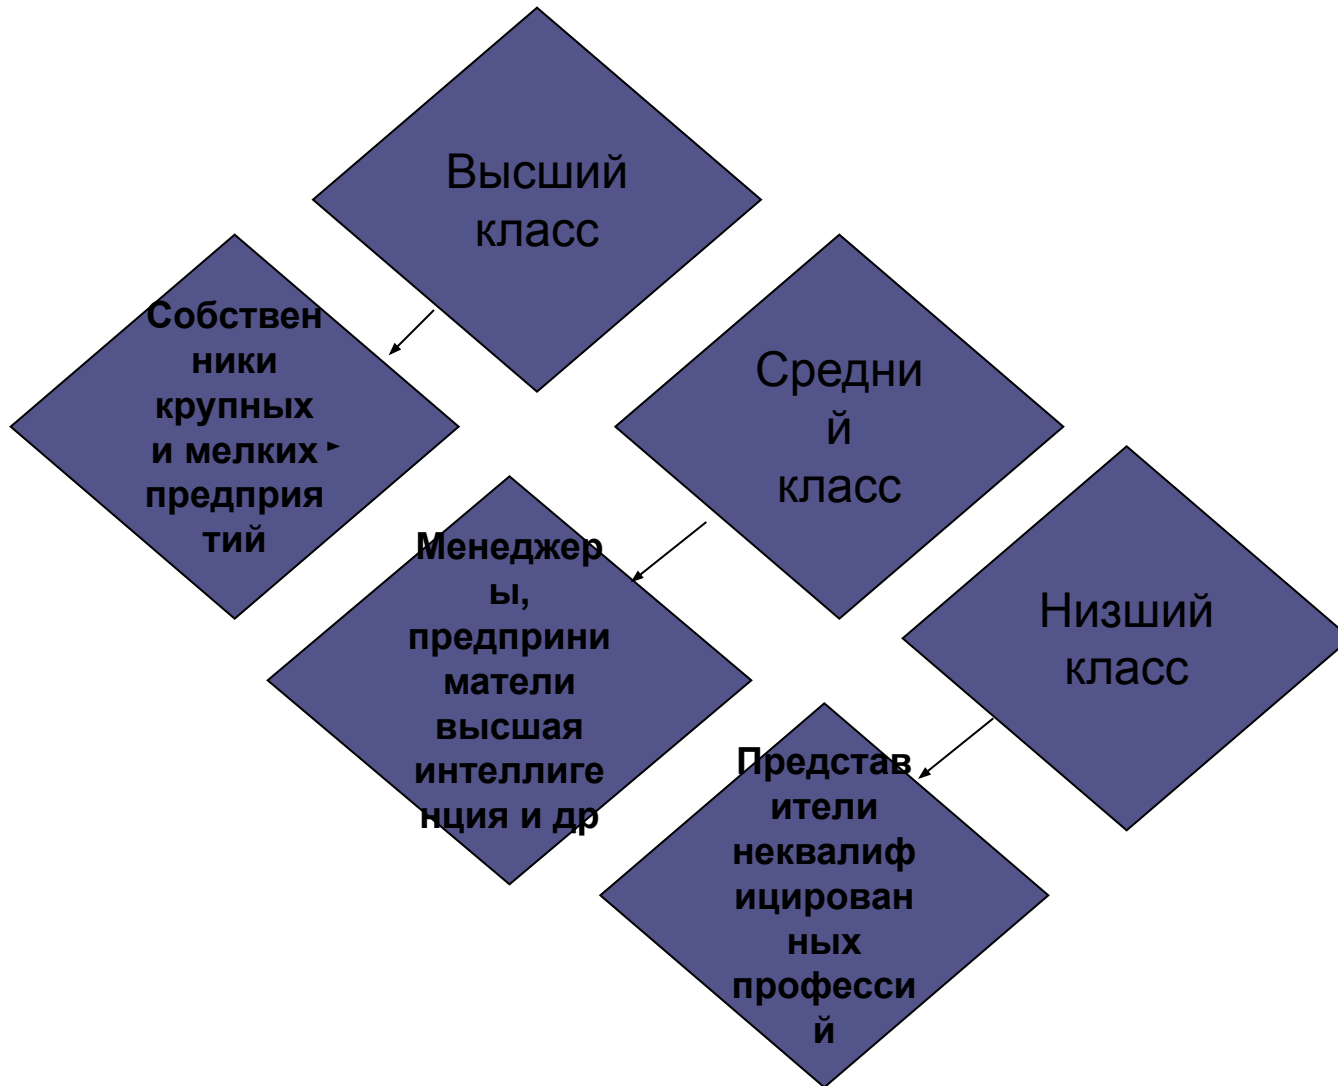 Высший
класс
Собствен
ники
крупных
и мелких
предприя
тий
Средни
й
класс
Менеджер
ы,
предприни
матели
высшая
интеллиге
нция и др
Низший
класс
Представ
ители
неквалиф
ицирован
ных
професси
й